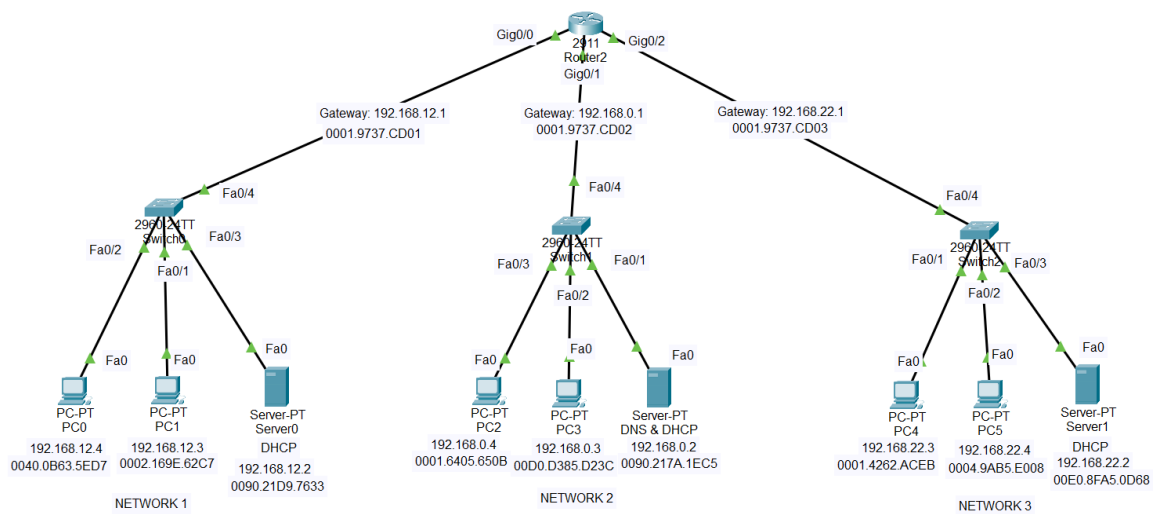 Gig0/0
2911
Router2
Gig0/1
Gig0/2
Gateway: 192.168.12.1
0001.9737.CD01
Gateway: 192.168.0.1
0001.9737.CD02
Gateway: 192.168.22.1
0001.9737.CD03
Fa0/4
2960-24TT
Switch0
Fa0/2
Fa0/1
Fa0/3
Fa0
Fa0
Fa0
PC-PT
PC0
192.168.12.4
0040.0B63.5ED7
PC-PT
PC1
192.168.12.3
0002.169E.62C7
Server-PT
Server0
DHCP
192.168.12.2
0090.21D9.7633
NETWORK 1
Fa0/4
2960-24TT
Switch1
Fa0/3
Fa0/2
Fa0/1
Fa0
Fa0
Fa0
PC-PT
PC2
192.168.0.4
0001.6405.650B
PC-PT
PC3
192.168.0.3
00D0.D385.D23C
Server-PT
DNS & DHCP
192.168.0.2
0090.217A.1EC5
NETWORK 2
Fa0/4
2960-24TT
Switch2
Fa0/1
Fa0/2
Fa0/3
Fa0
Fa0
Fa0
PC-PT
PC4
192.168.22.3
0001.4262.ACEB
PC-PT
PC5
192.168.22.4
0004.9AB5.E008
Server-PT
Server1
DHCP
192.168.22.2
00E0.8FA5.0D68
NETWORK 3